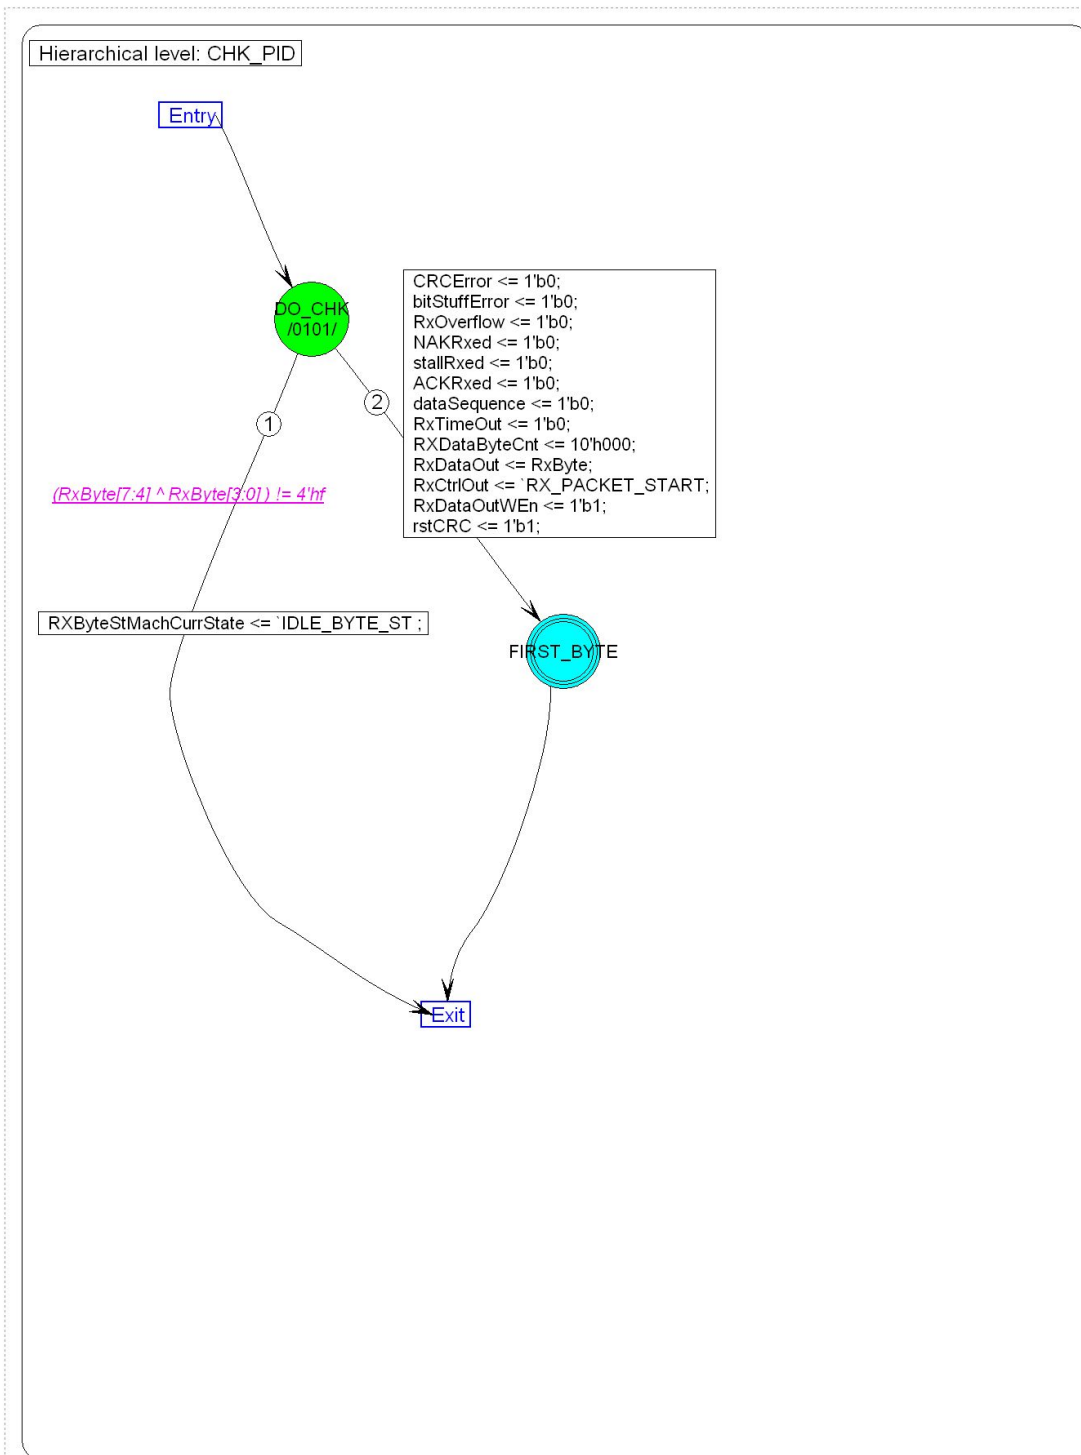 Hierarchical level: CHK_PID
Entry
DO_CHK
/0101/
CRCError <= 1'b0;
bitStuffError <= 1'b0;
RxOverflow <= 1'b0;
NAKRxed <= 1'b0;
stallRxed <= 1'b0;
ACKRxed <= 1'b0;
dataSequence <= 1'b0;
RxTimeOut <= 1'b0;
RXDataByteCnt <= 10'h000;
RxDataOut <= RxByte;
RxCtrlOut <= `RX_PACKET_START;
RxDataOutWEn <= 1'b1;
rstCRC <= 1'b1;
2
1
(RxByte[7:4] ^ RxByte[3:0] ) != 4'hf
RXByteStMachCurrState <= `IDLE_BYTE_ST ;
FIRST_BYTE
Exit